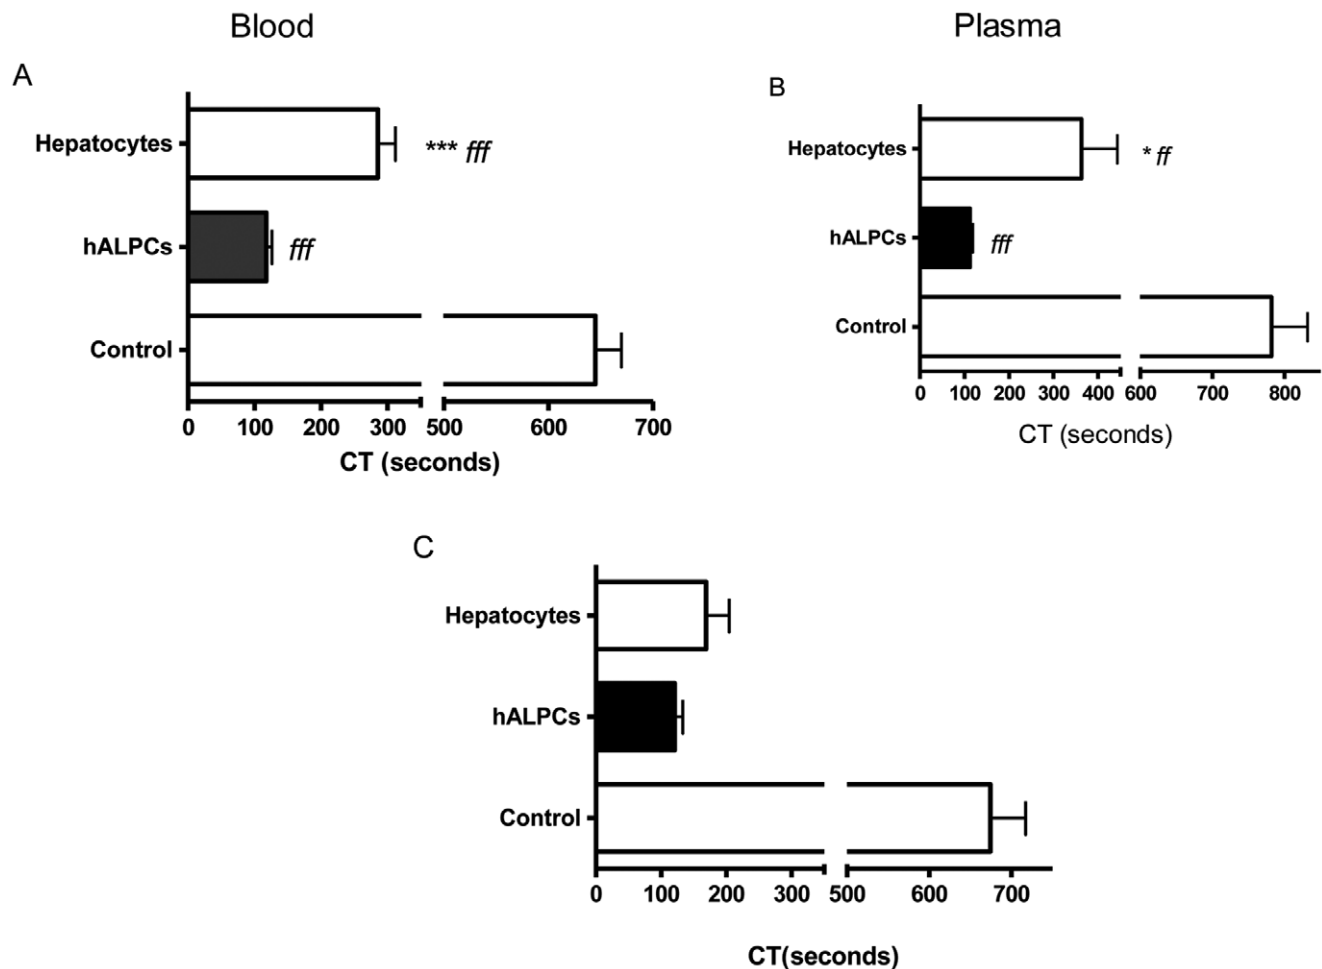 Blood
Plasma
A
Hepatocytes
*** fff
hALPCs
fff
Control
0 100 200 300 500 600 700
CT (seconds)
B
Hepatocytes
* ff
hALPCs
fff
Control
0 100 200 300 400 600 700 800
CT (seconds)
C
Hepatocytes
hALPCs
Control
0 100 200 300 500 600 700
CT(seconds)